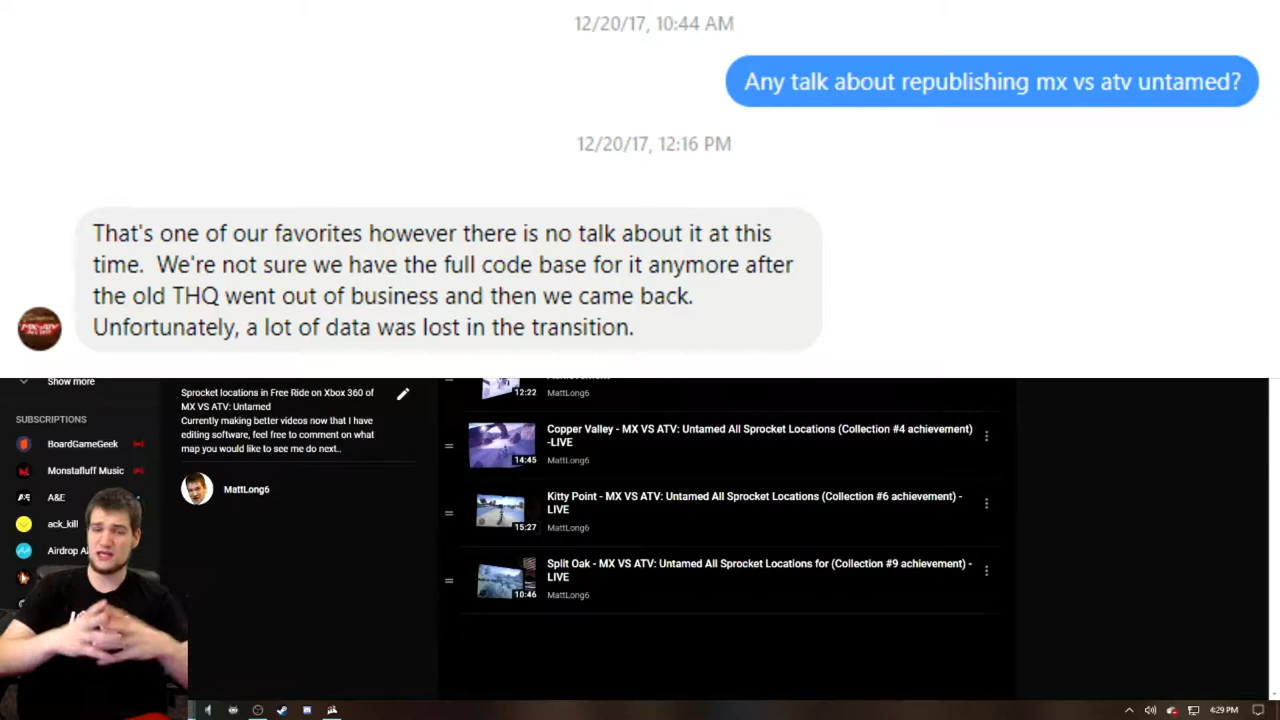 12/20/17, 10:44 AM
Any talk about republishing mx vs atv untamed?
12/20/17, 12:16 PM
That's one of our favorites however there is no talk about it at this
time.  We're not sure we have the full code base for it anymore after
the old THQ went out of business and then we came back.
Unfortunately, a lot of data was lost in the transition.
Show more
SUBSCRIPTIONS
BoardGameGeek
Monstafluff Music
A&E
ack_kill
Airdrop
Sprocket locations in Free Ride on Xbox 360 of
MX VS ATV: Untamed
Currently making better videos now that I have
editing software, feel free to comment on what
map you would like to see me do next..
MattLong6
12:22
MattLong6
Copper Valley - MX VS ATV: Untamed All Sprocket Locations (Collection #4 achievement)
-LIVE
14:45
MattLong6
Kitty Point - MX VS ATV: Untamed All Sprocket Locations (Collection #6 achievement) -
LIVE
15:27
MattLong6
Split Oak - MX VS ATV: Untamed All Sprocket Locations for (Collection #9 achievement) -
LIVE
10:46
MattLong6
4:29 PM